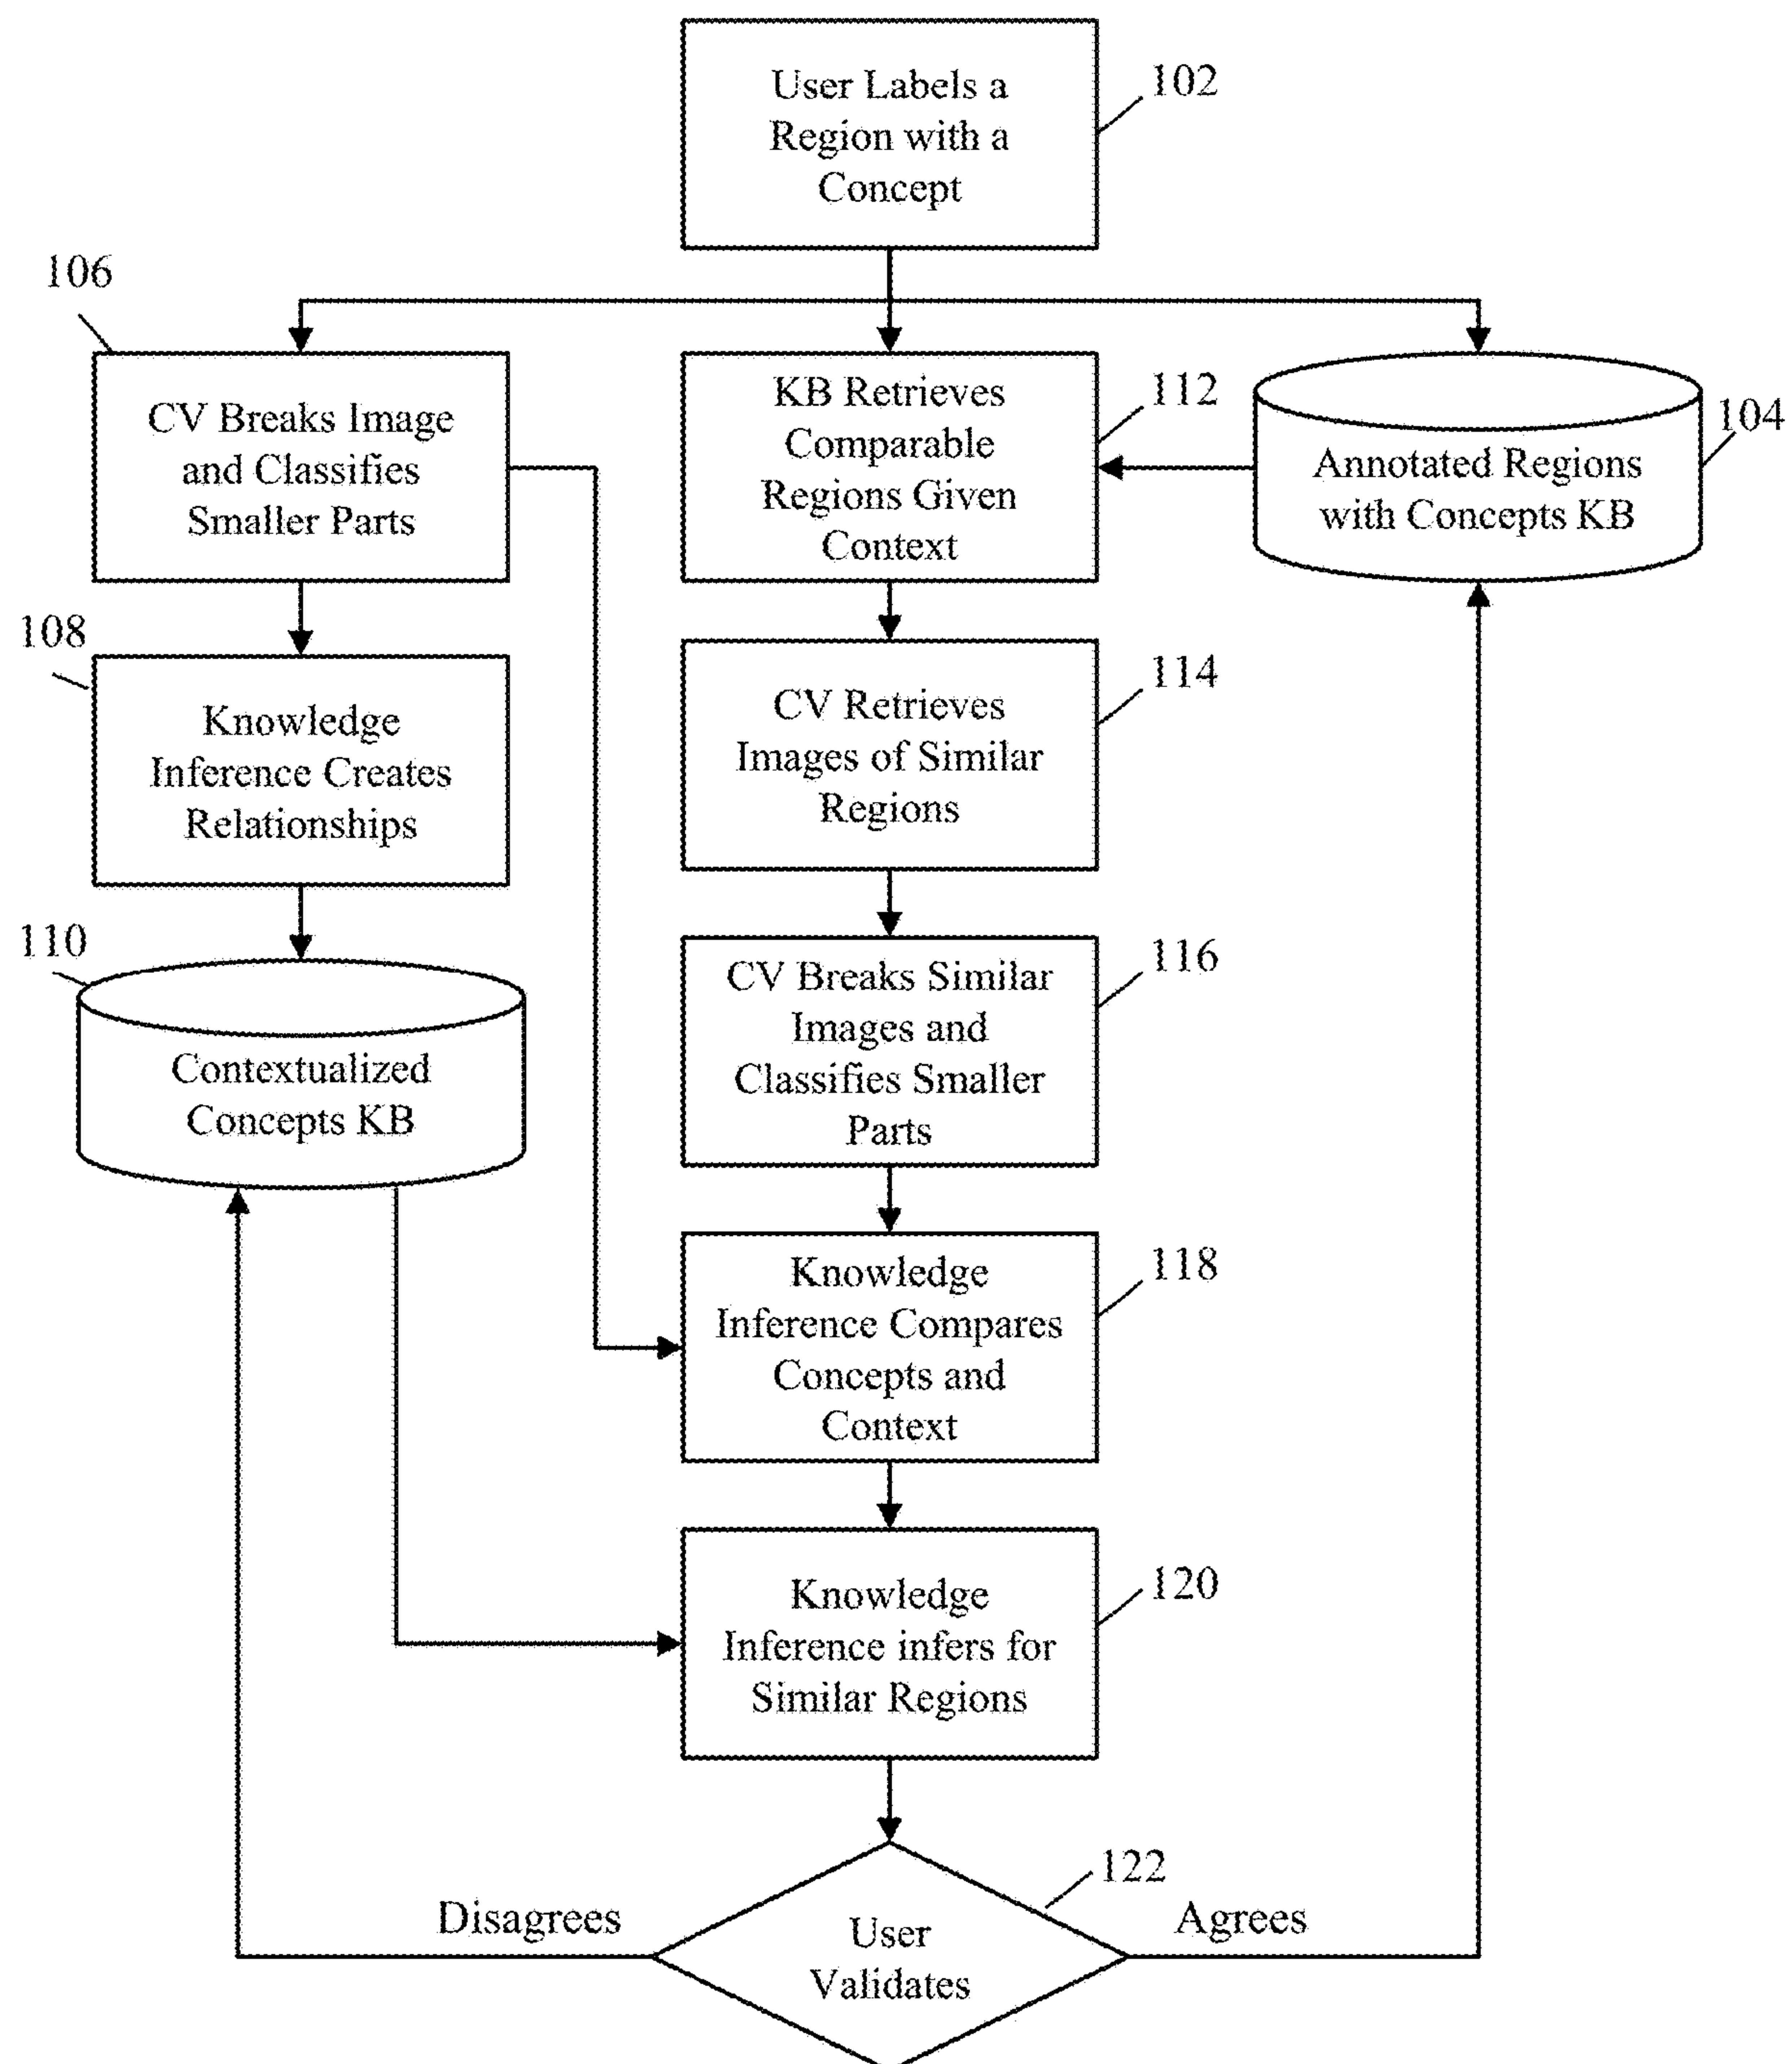 User Labels a
Region with a
Concept
102
106
CV Breaks Image
and Classifies
Smaller Parts
KB Retrieves
Comparable
Regions Given
Context
112
Annotated Regions
with Concepts KB
104
108
Knowledge
Inference Creates
Relationships
CV Retrieves
Images of Similar
Regions
114
110
Contextualized
Concepts KB
CV Breaks Similar
Images and
Classifies Smaller
Parts
116
Knowledge
Inference Compares
Concepts and
Context
118
Knowledge
Inference infers for
Similar Regions
120
Disagrees
User
Validates
122
Agrees